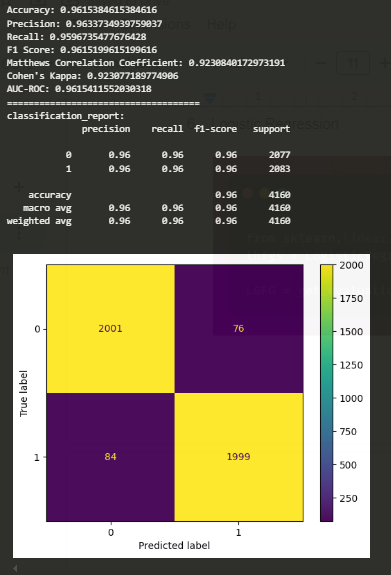 Accuracy: 0.9615384615384616
Precision: 0.9633734939759037
Recall: 0.9596735477676428
F1 Score: 0.9615199615199616
Matthews Correlation Coefficient: 0.9230840172973191
Cohen's Kappa: 0.923077189774906
AUC-ROC: 0.9615411552030318
====================================
classification_report:
precision recall f1-score support
0 0.96 0.96 0.96 2077
1 0.96 0.96 0.96 2083
accuracy 0.96 4160
macro avg 0.96 0.96 0.96 4160
weighted avg 0.96 0.96 0.96 4160
2001 76
84 1999
0
1
True label
0 1
Predicted label
2000
1750
1500
1250
1000
750
500
250